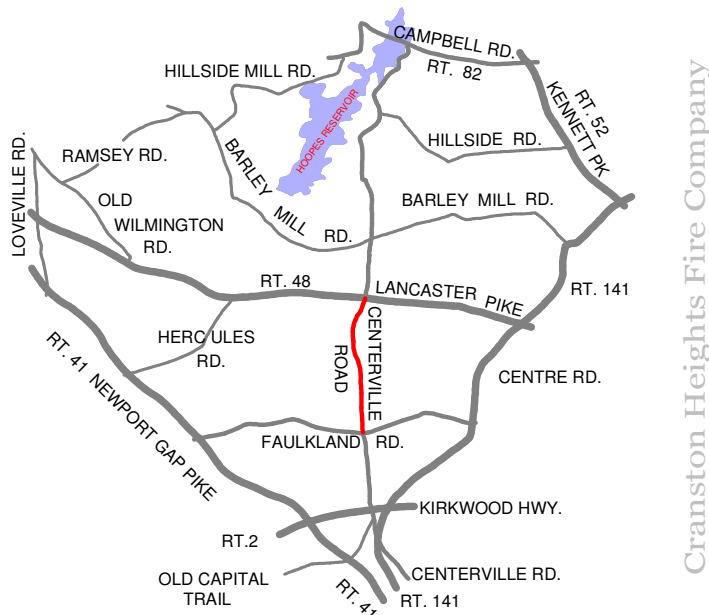 CAMPBELL RD.
RT. 82
HILLSIDE MILL RD.
HOOPES RESERVOIR
RT. 52
KENNETT PK
HILLSIDE RD.
RAMSEY RD.
BARLEY
MILL
RD.
LOVEVILLE RD.
OLD
WILMINGTON
RD.
BARLEY MILL RD.
RT. 48
LANCASTER PIKE
RT. 141
HERCULES
RD.
CENTERVILLE
ROAD
RT. 41 NEWPORT GAP PIKE
CENTRE RD.
FAULKLAND RD.
KIRKWOOD HWY.
RT.2
OLD CAPITAL
TRAIL
CENTERVILLE RD.
RT. 41
RT. 141
Cranston Heights Fire Company